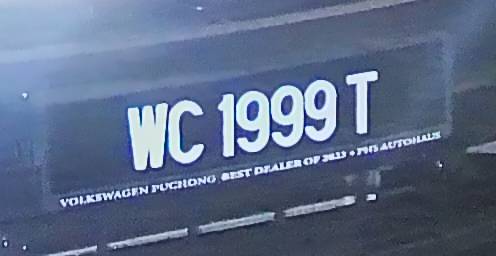 WC 1999 T
VOLKSWAGEN PUCHONG BEST DEALER OF 2023 • PHS AUTOHAUS